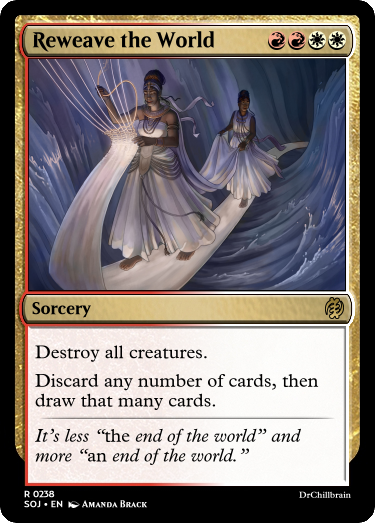 Reweave the World
Sorcery
Destroy all creatures.
Discard any number of cards, then
draw that many cards.
It's less “the end of the world” and
more “an end of the world.”
R 0238
SOJ • EN Amanda Brack
DrChillbrain